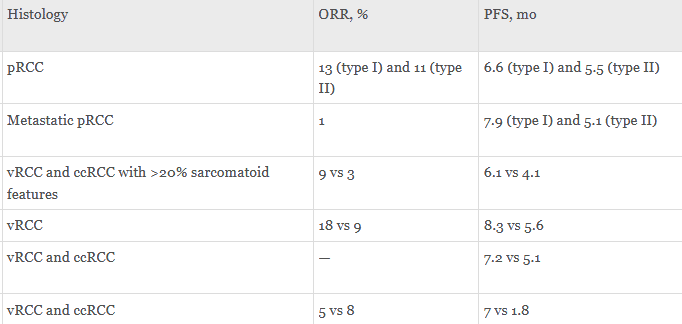 Histology ORR, % PFS, mo
pRCC 13 (type I) and 11 (type 6.6 (type I) and 5.5 (type II)
II)
Metastatic pRCC 1 7.9 (type I) and 5.1 (type II)
vRCC and ccRCC with >20% sarcomatoid 9 vs 3 6.1 vs 4.1
features
vRCC 18 vs 9 8.3 vs 5.6
vRCC and ccRCC — 7.2 vs 5.1
vRCC and ccRCC 5 vs 8 7 vs 1.8